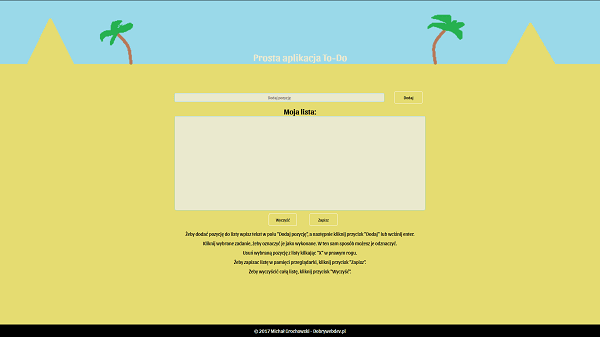 Prosta aplikacja To-Do
Dodaj pozycję
Dodaj
Moja lista:
Wyczyść
Zapisz
Żeby dodać pozycję do listy wpisz tekst w polu "Dodaj pozycję", a następnie kliknij przycisk "Dodaj" lub wciśnij enter.
Kliknij wybrane zadanie, żeby oznaczyć je jako wykonane. W ten sam sposób możesz je odznaczyć.
Usuń wybraną pozycję z listy klikając "X" w prawym rogu.
Żeby zapisać listę w pamięci przeglądarki, kliknij przycisk "Zapisz".
Żeby wyczyścić całą listę, kliknij przycisk "Wyczyść".
© 2017 Michał Grochowski - Dobrywebdev.pl